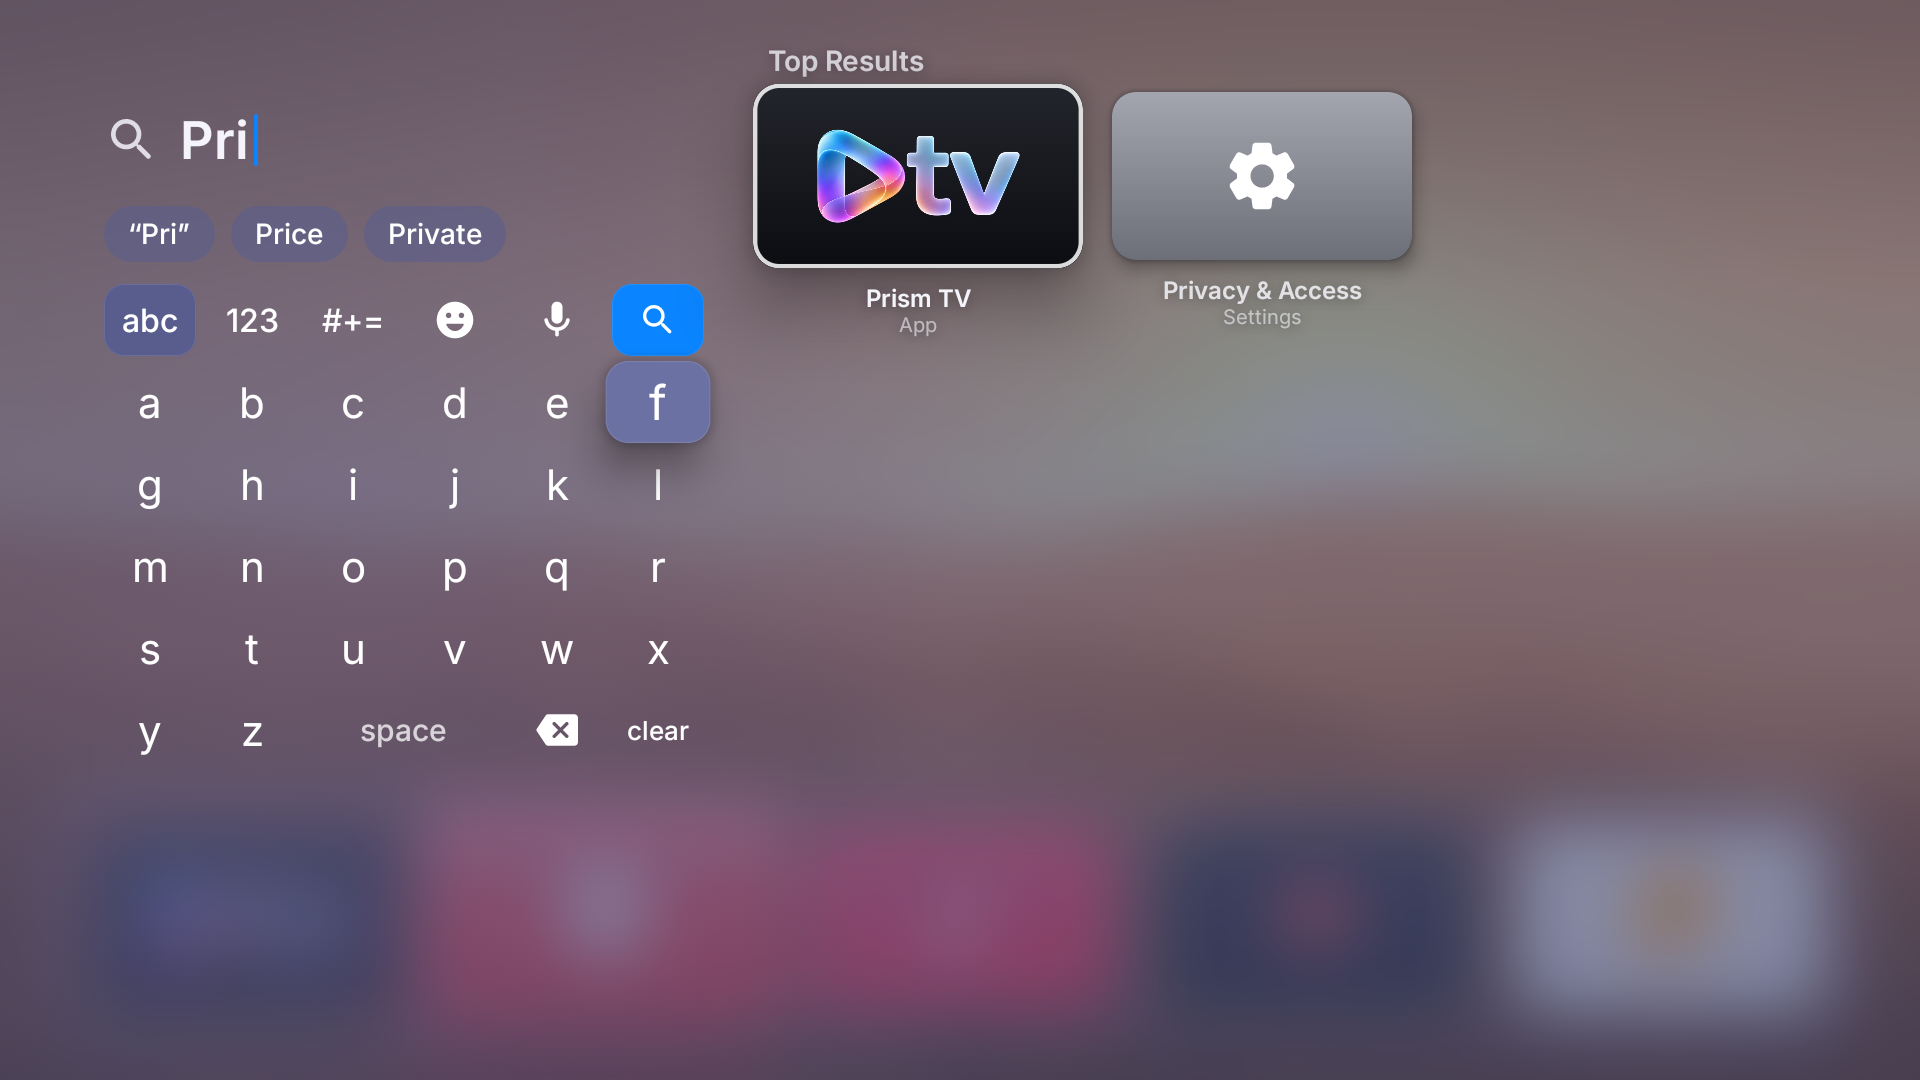 Pri
“Pri” Price Private
abc 123 #+=
a b c d e f
g h i j k l
m n o p q r
s t u v w x
y z space clear
Top Results
tv
Prism TV
App
Privacy & Access
Settings